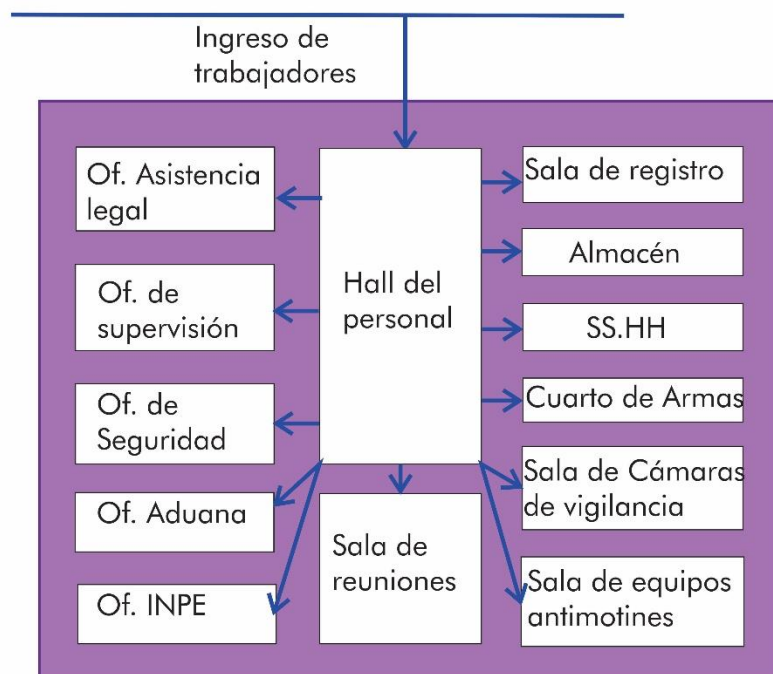 Ingreso de
trabajadores
Of. Asistencia
legal
Of. de
supervisión
Of. de
Seguridad
Of. Aduana
Of. INPE
Hall del
personal
Sala de
reuniones
Sala de registro
Almacén
SS.HH
Cuarto de Armas
Sala de Cámaras
de vigilancia
Sala de equipos
antimotines